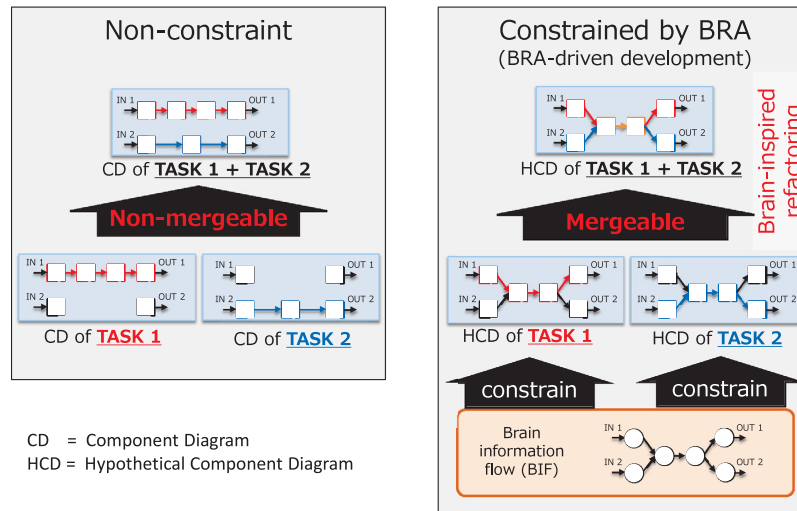 Non-constraint
IN 1
OUT 1
IN 2
OUT 2
CD of TASK 1 + TASK 2
Non-mergeable
IN 1
OUT 1
IN 2
OUT 2
CD of TASK 1
IN 1
OUT 1
IN 2
OUT 2
CD of TASK 2
CD = Component Diagram
HCD = Hypothetical Component Diagram
Constrained by BRA
(BRA-driven development)
IN 1
OUT 1
IN 2
OUT 2
HCD of TASK 1 + TASK 2
Brain-inspired
refactoring
Mergeable
IN 1
OUT 1
IN 2
OUT 2
HCD of TASK 1
IN 1
OUT 1
IN 2
OUT 2
HCD of TASK 2
constrain
constrain
Brain
information
flow (BIF)
IN 1
OUT 1
IN 2
OUT 2